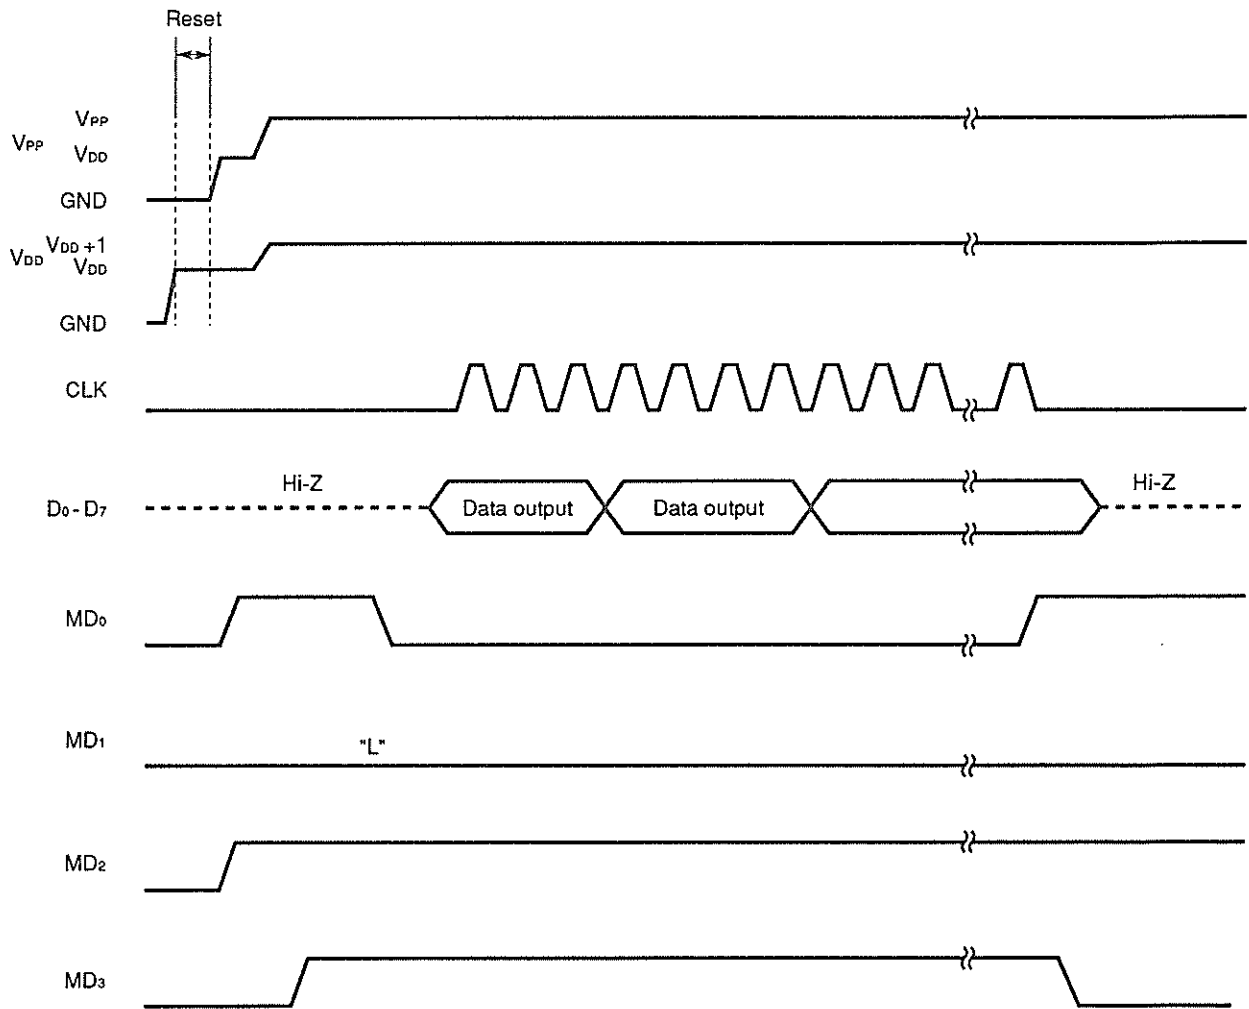 Reset
VPP
VPP
VDD
GND
VDD +1
VDD
VDD
GND
CLK
Hi-Z
Hi-Z
D0 - D7
Data output
Data output
MD0
MD1
"L"
MD2
MD3